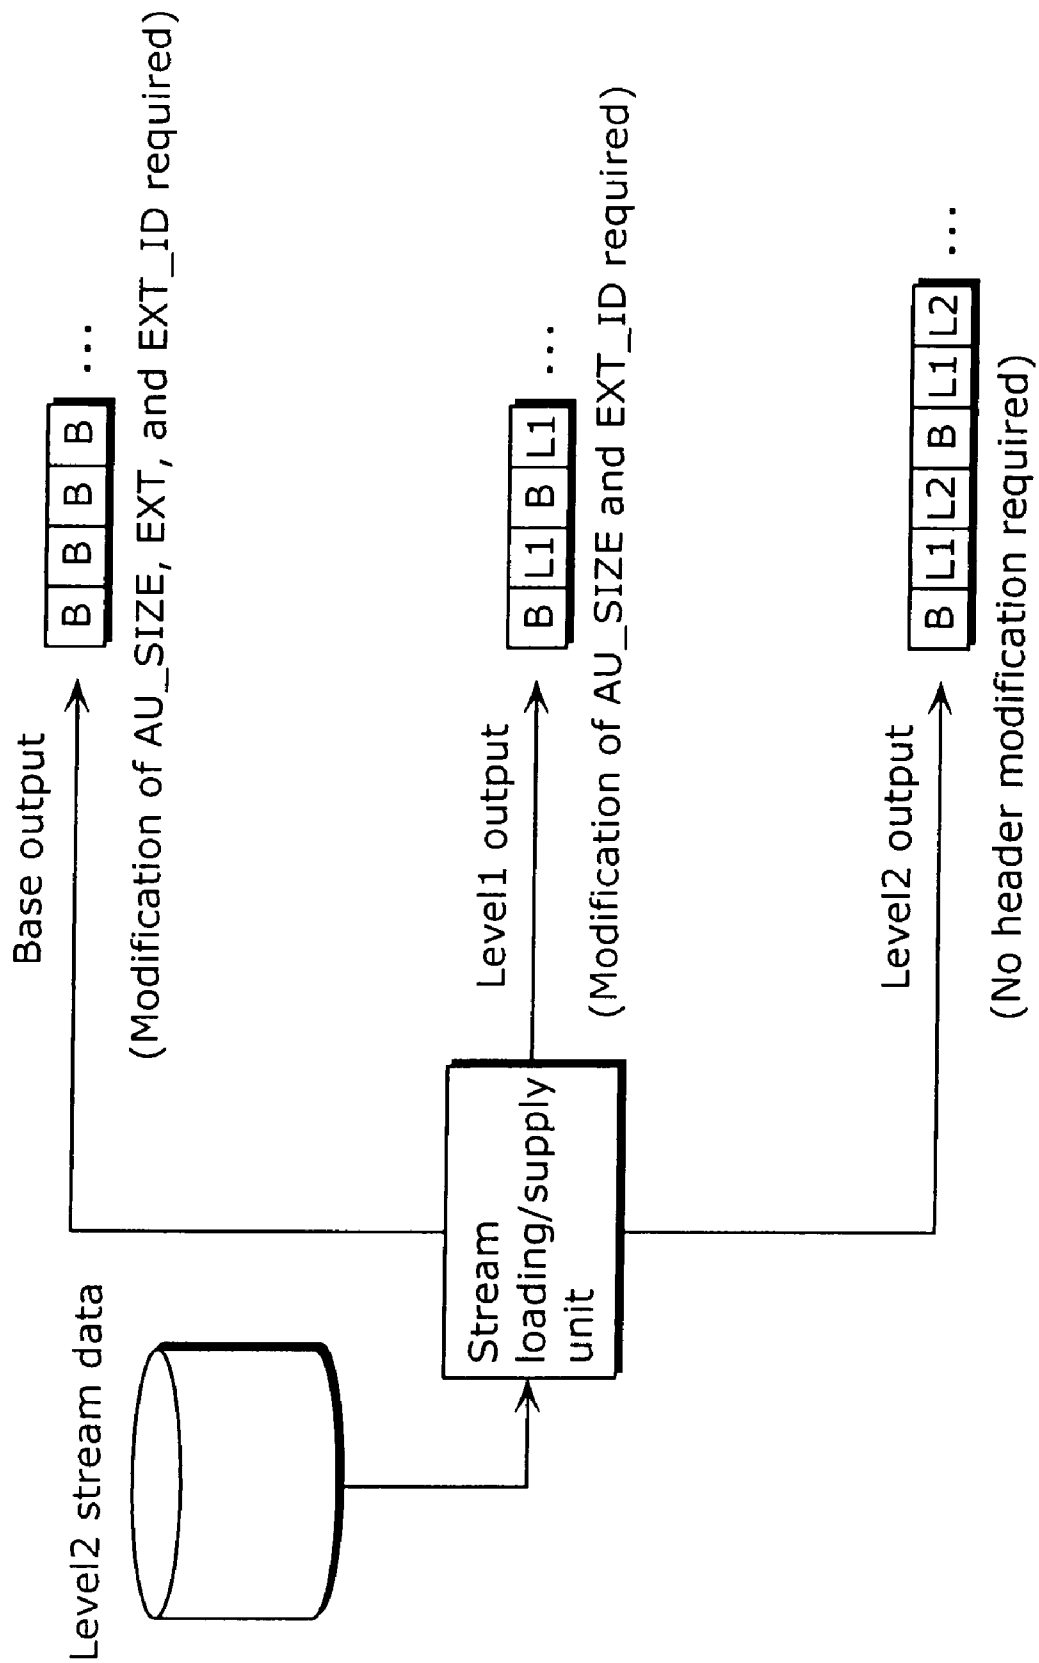 Level2 stream data
Stream
loading/supply
unit
Base output
B B B B ...
(Modification of AU_SIZE, EXT, and EXT_ID required)
Level1 output
B L1 B L1 ...
(Modification of AU_SIZE and EXT_ID required)
Level2 output
B L1 L2 B L1 L2 ...
(No header modification required)